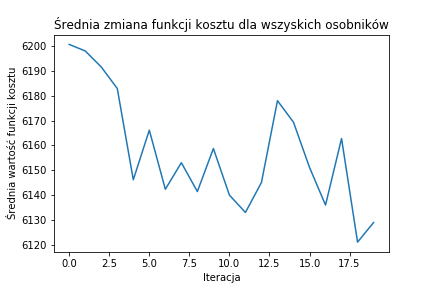 Średnia zmiana funkcji kosztu dla wszyskich osobników
Średnia wartość funkcji kosztu
6200
6190
6180
6170
6160
6150
6140
6130
6120
0.0 2.5 5.0 7.5 10.0 12.5 15.0 17.5
Iteracja